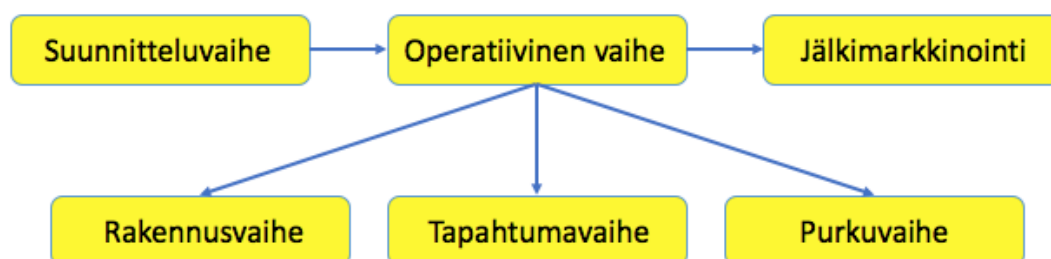 Suunnitteluvaihe
Operatiivinen vaihe
Jälkimarkkinointi
Rakennusvaihe
Tapahtumavaihe
Purkuvaihe